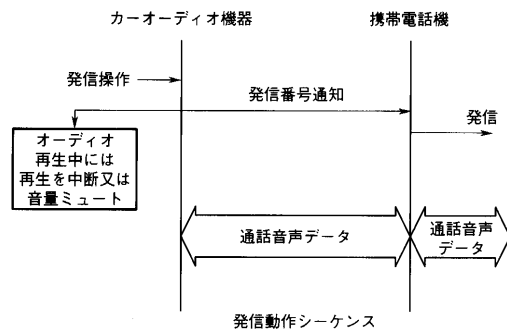 カーオーディオ機器
携帯電話機
発信操作
発信番号通知
発信
オーディオ
再生中には
再生を中断又は
音量ミュート
通話音声データ
通話音声
データ
発信動作シーケンス